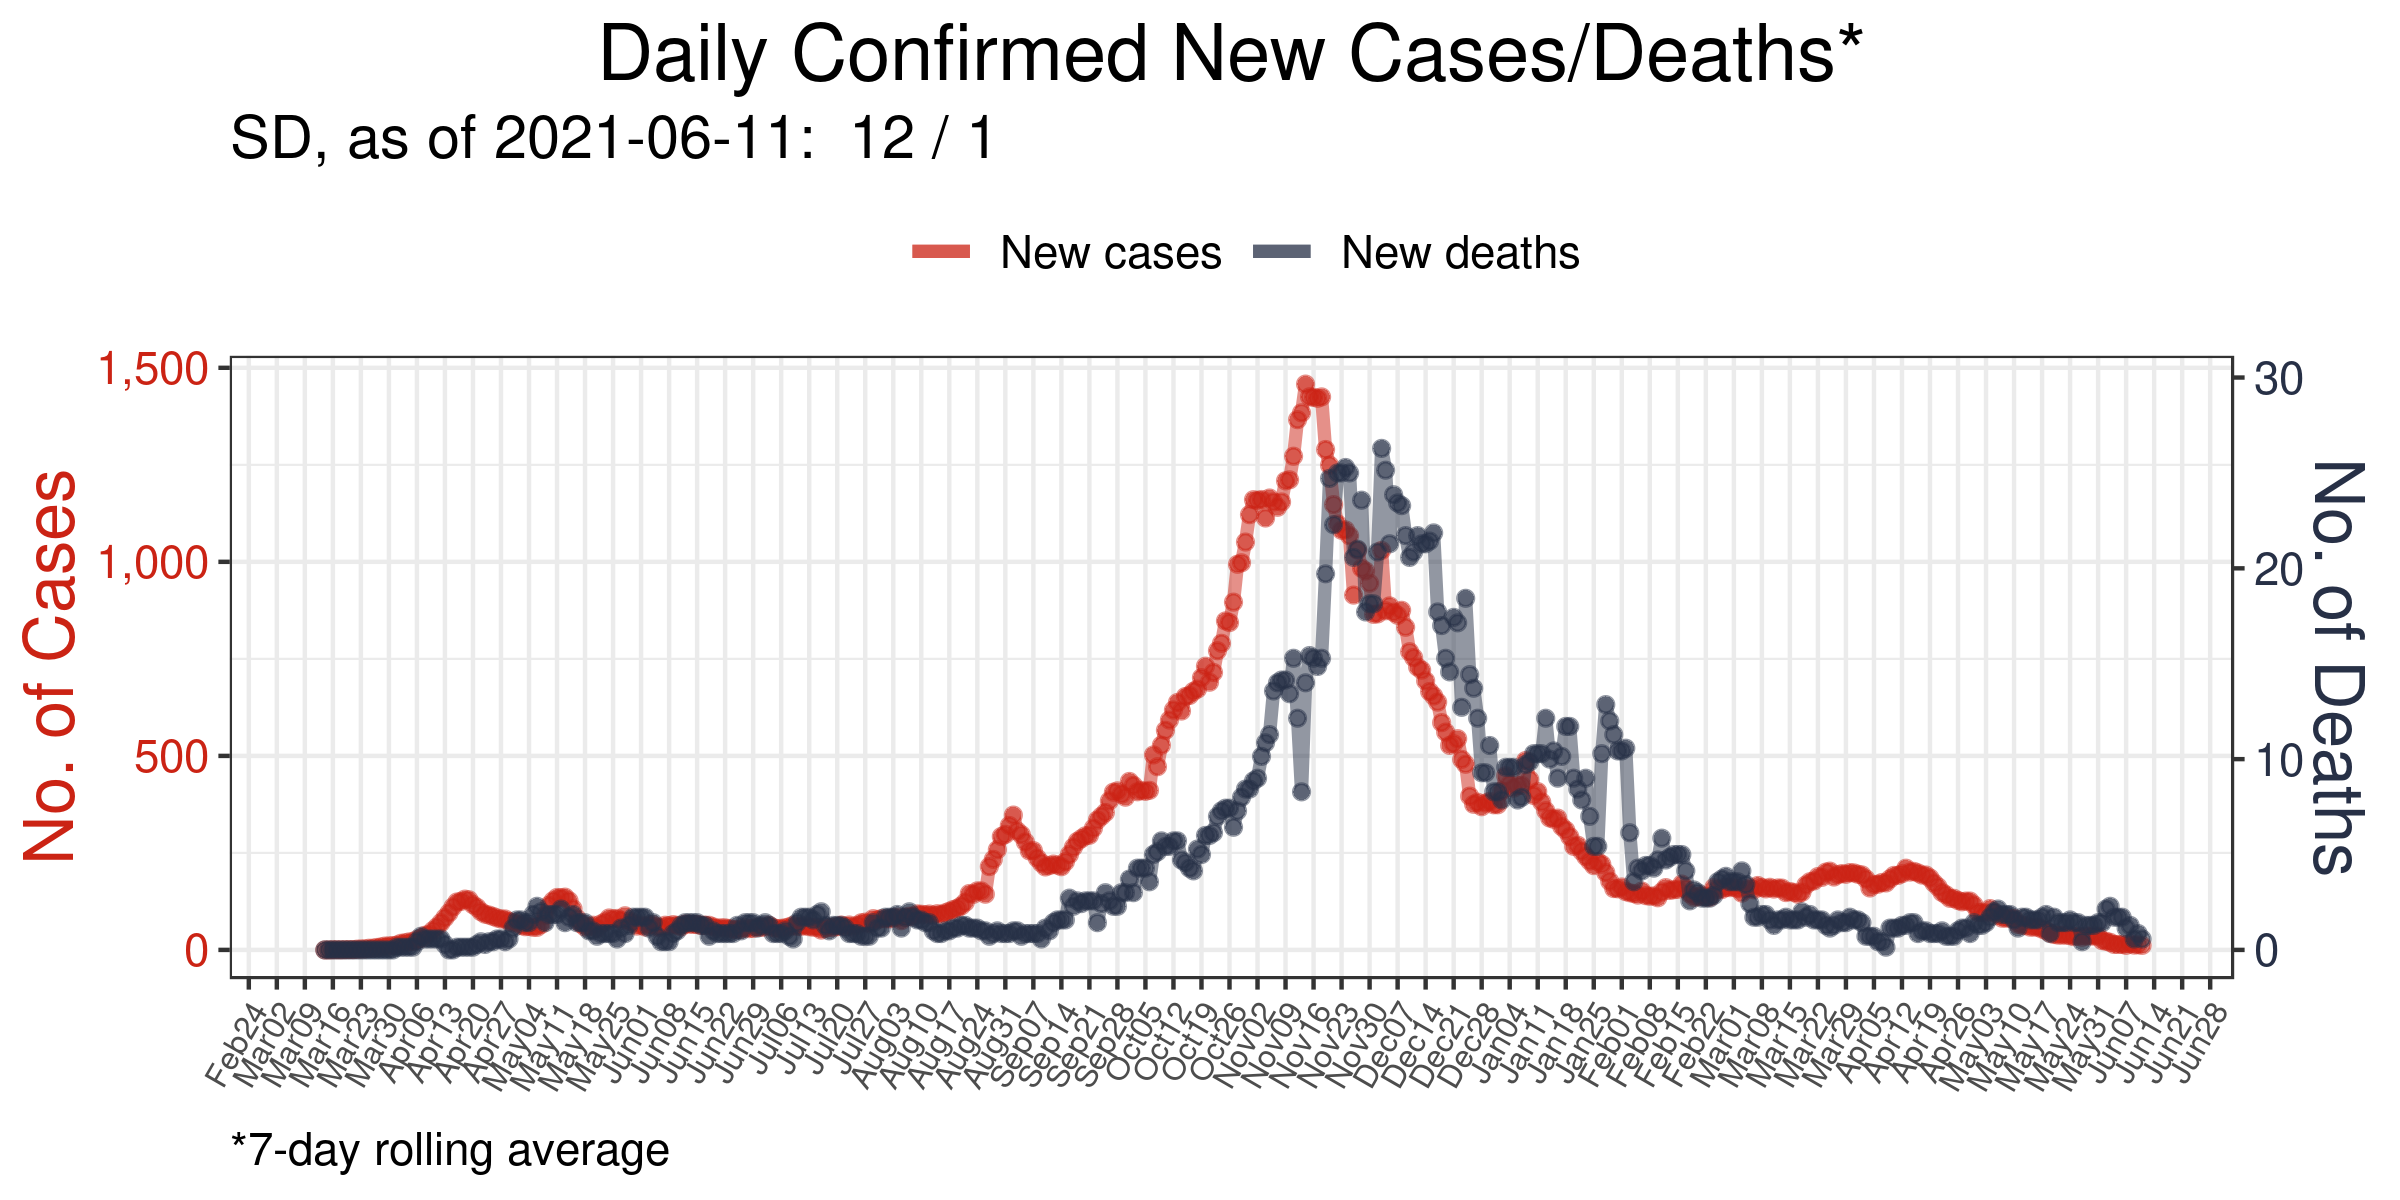 Daily Confirmed New Cases/Deaths*
SD, as of 2021-06-11:  12 / 1
New cases
New deaths
No. of Cases
1,500
1,000
500
0
30
20
10
0
No. of Deaths
Feb24
Mar02
Mar09
Mar16
Mar23
Mar30
Apr06
Apr13
Apr20
Apr27
May04
May11
May18
May25
Jun01
Jun08
Jun15
Jun22
Jun29
Jul06
Jul13
Jul20
Jul27
Aug03
Aug10
Aug17
Aug24
Aug31
Sep07
Sep14
Sep21
Sep28
Oct05
Oct12
Oct19
Oct26
Nov02
Nov09
Nov16
Nov23
Nov30
Dec07
Dec14
Dec21
Dec28
Jan04
Jan11
Jan18
Jan25
Feb01
Feb08
Feb15
Feb22
Mar01
Mar08
Mar15
Mar22
Mar29
Apr05
Apr12
Apr19
Apr26
May03
May10
May17
May24
May31
Jun07
Jun14
Jun21
Jun28
*7-day rolling average